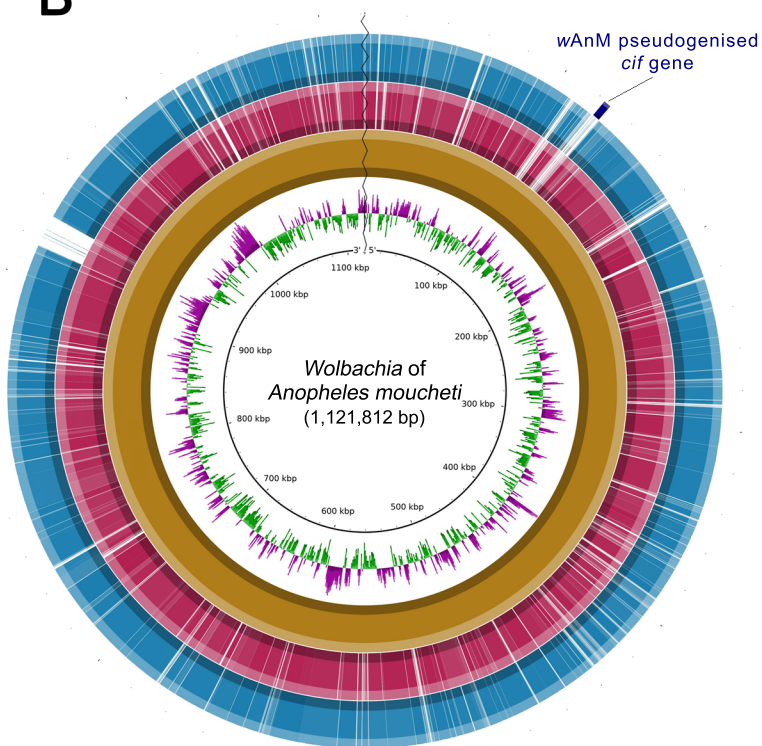 B
wAnM pseudogenised
cif gene
3' 5'
1100 kbp
100 kbp
1000 kbp
200 kbp
900 kbp
Wolbachia of
Anopheles moucheti
(1,121,812 bp)
300 kbp
800 kbp
400 kbp
700 kbp
500 kbp
600 kbp